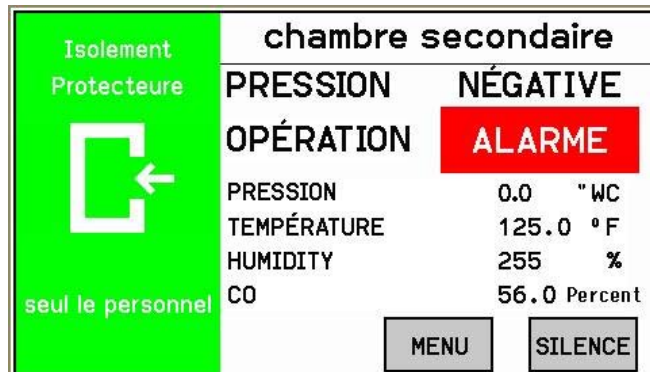 Isolement
Protecteure
seul le personnel
chambre secondaire
PRESSION NÉGATIVE
OPÉRATION ALARME
PRESSION 0.0 "WC
TEMPÉRATURE 125.0 °F
HUMIDITY 255 %
CO 56.0 Percent
MENU SILENCE